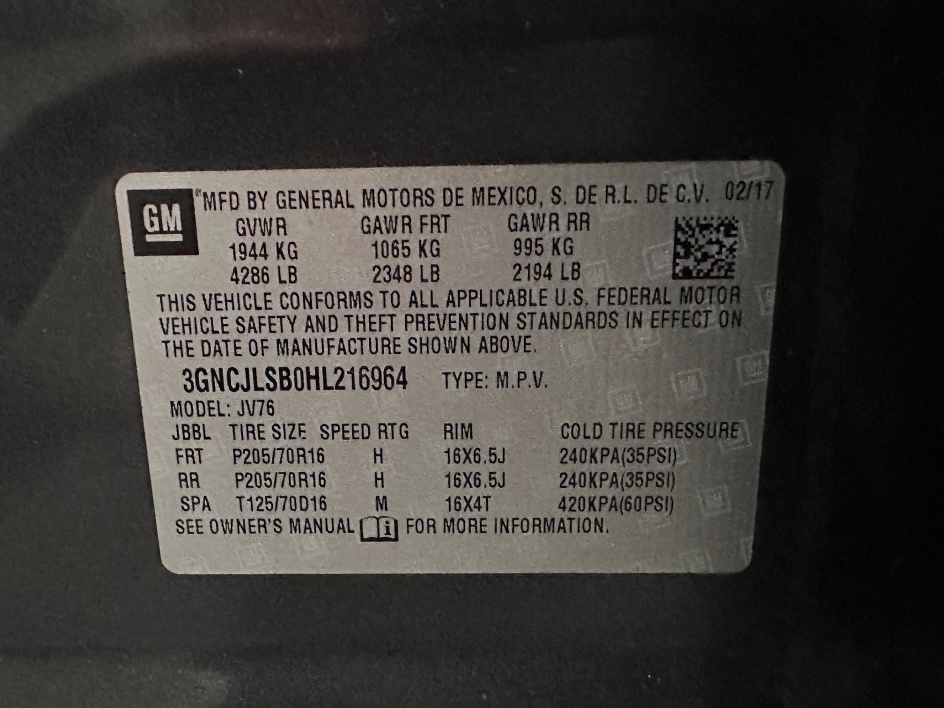 GM
MFD BY GENERAL MOTORS DE MEXICO, S. DE R.L. DE C.V. 02/17
GVWR GAWR FRT GAWR RR
1944 KG 1065 KG 995 KG
4286 LB 2348 LB 2194 LB
THIS VEHICLE CONFORMS TO ALL APPLICABLE U.S. FEDERAL MOTOR
VEHICLE SAFETY AND THEFT PREVENTION STANDARDS IN EFFECT ON
THE DATE OF MANUFACTURE SHOWN ABOVE.
3GNCJLSB0HL216964 TYPE: M.P.V.
MODEL: JV76
JBBL TIRE SIZE SPEED RTG RIM COLD TIRE PRESSURE
FRT P205/70R16 H 16X6.5J 240KPA(35PSI)
RR P205/70R16 H 16X6.5J 240KPA(35PSI)
SPA T125/70D16 M 16X4T 420KPA(60PSI)
SEE OWNER'S MANUAL i FOR MORE INFORMATION.